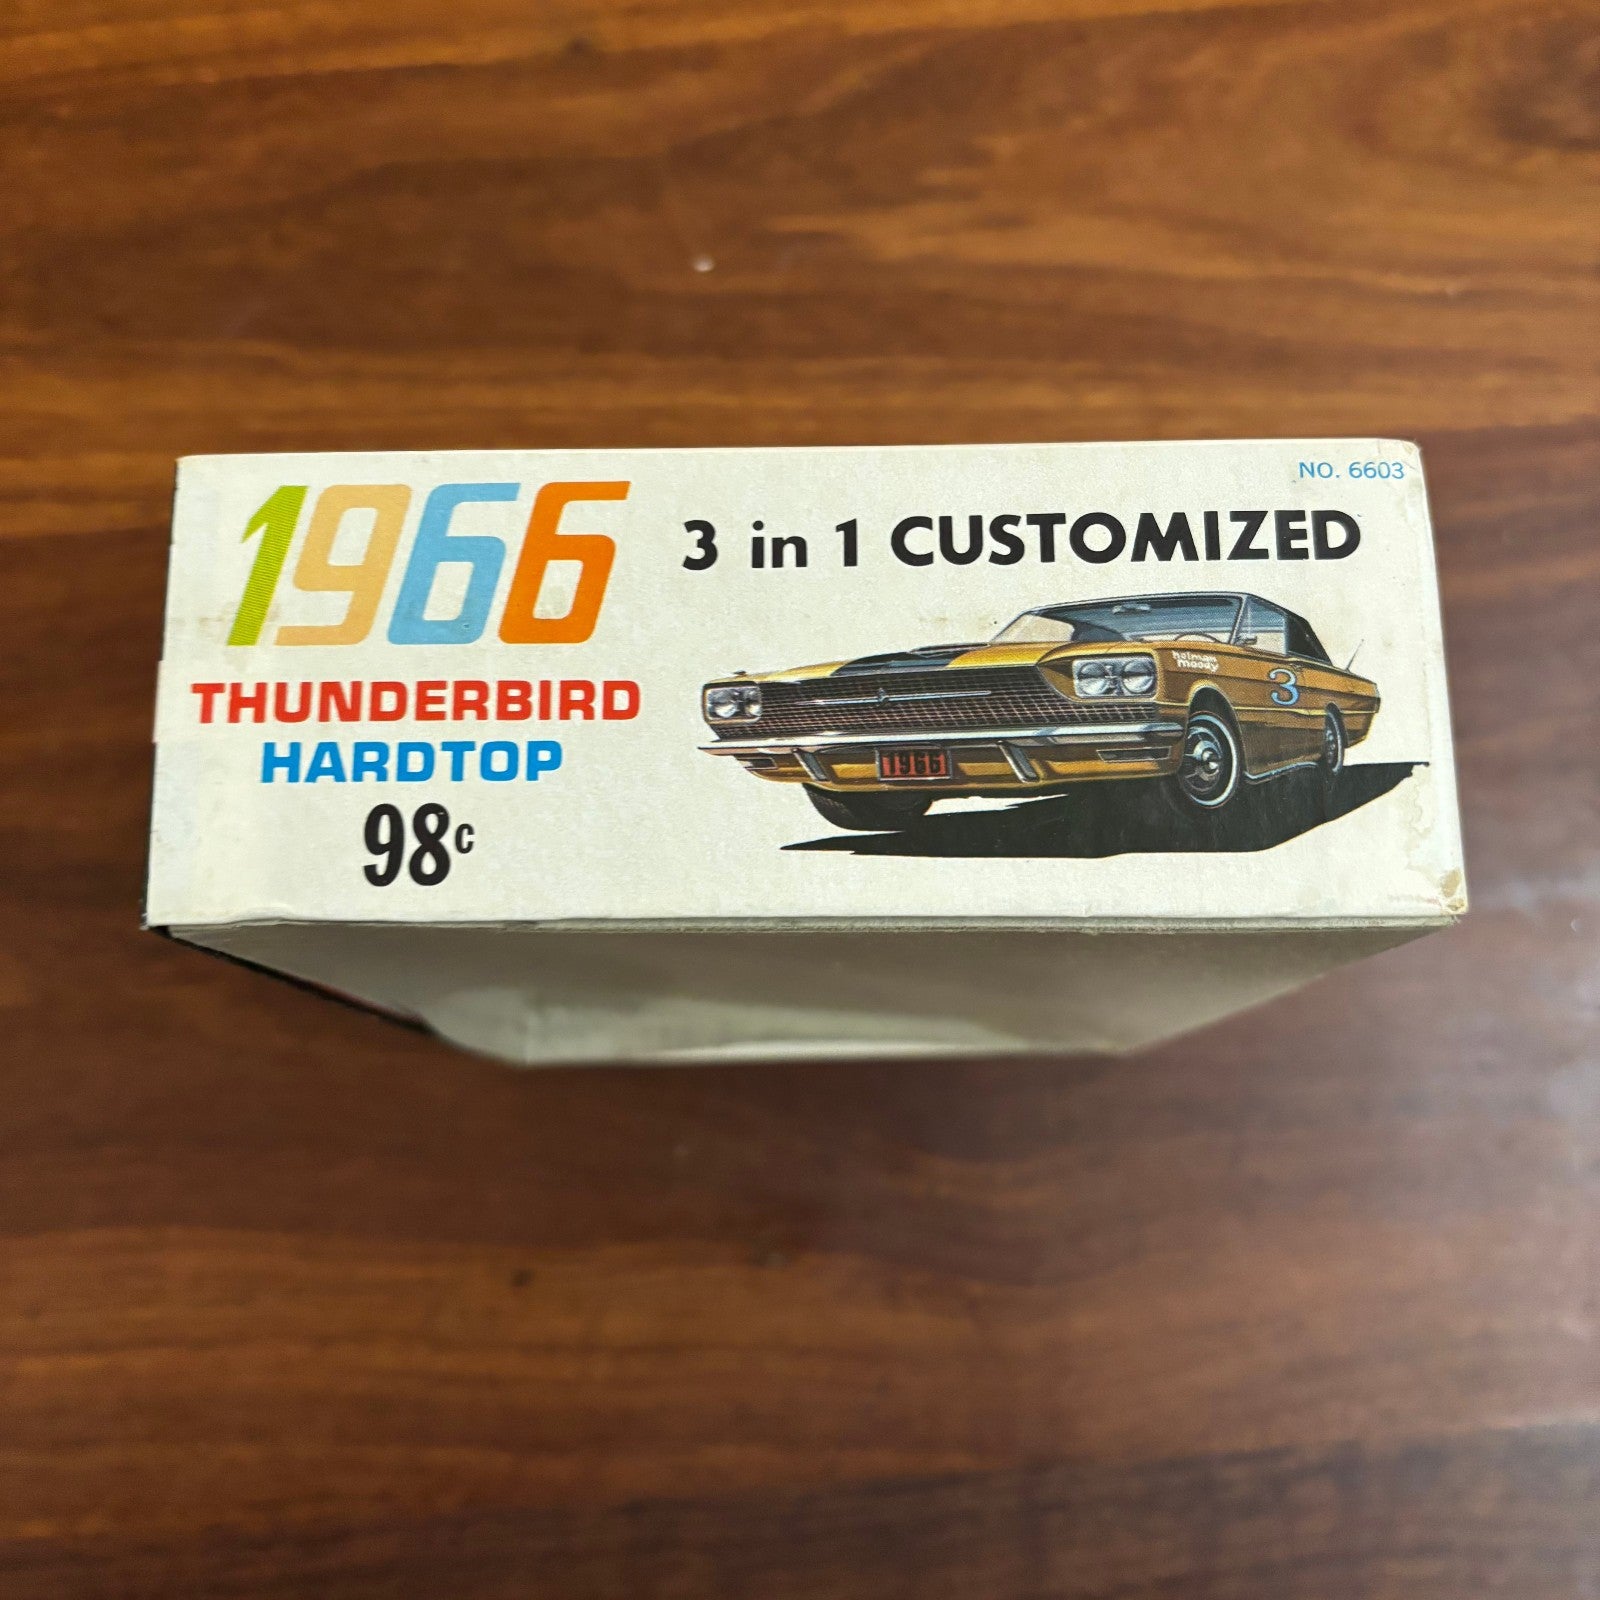 NO. 6603
1966
3 in 1 CUSTOMIZED
THUNDERBIRD
HARDTOP
98c
holman
moody
3
1966